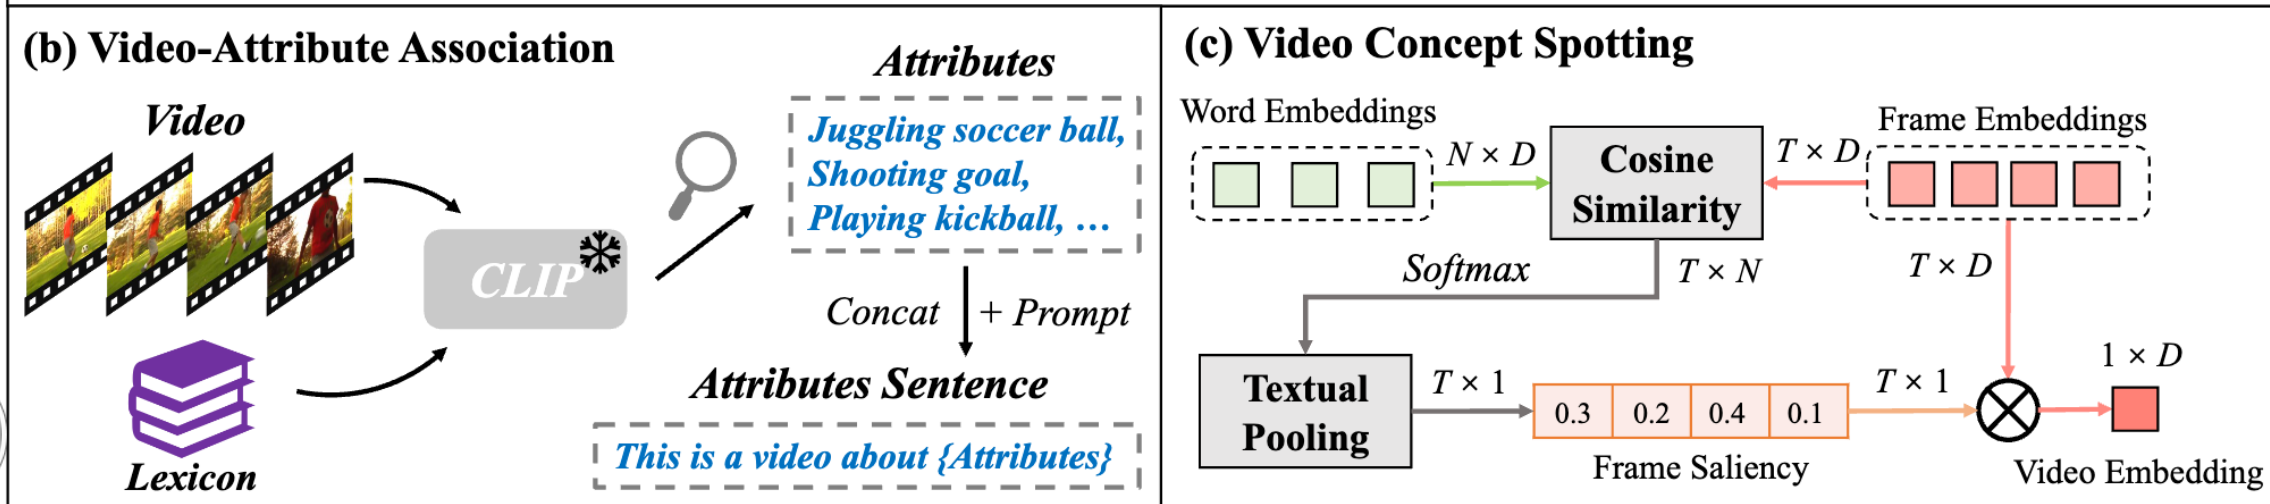 (b) Video-Attribute Association
Video
CLIP
Lexicon
Attributes
Juggling soccer ball,
Shooting goal,
Playing kickball, …
Concat + Prompt
Attributes Sentence
This is a video about {Attributes}
(c) Video Concept Spotting
Word Embeddings
N × D
Cosine
Similarity
T × D
Frame Embeddings
Softmax
T × N
T × D
Textual
Pooling
T × 1
0.3 0.2 0.4 0.1
Frame Saliency
T × 1
1 × D
Video Embedding